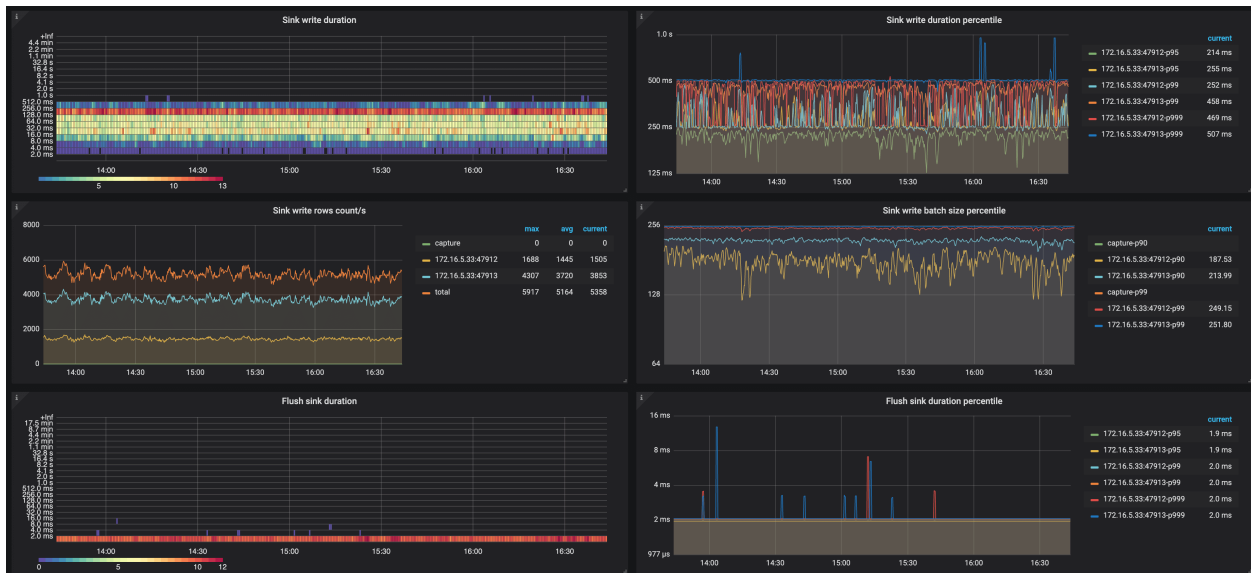 Sink write duration
+Inf
4.4 min
2.2 min
1.1 min
32.8 s
16.4 s
8.2 s
4.1 s
2.0 s
1.0 s
512.0 ms
256.0 ms
128.0 ms
64.0 ms
32.0 ms
16.0 ms
8.0 ms
4.0 ms
2.0 ms
14:00 14:30 15:00 15:30 16:00 16:30
5 10 13
Sink write duration percentile
1.0 s
500 ms
250 ms
125 ms
14:00 14:30 15:00 15:30 16:00 16:30
current
172.16.5.33:47912-p95 214 ms
172.16.5.33:47913-p95 255 ms
172.16.5.33:47912-p99 252 ms
172.16.5.33:47913-p99 458 ms
172.16.5.33:47912-p999 469 ms
172.16.5.33:47913-p999 507 ms
Sink write rows count/s
8000
6000
4000
2000
0
14:00 14:30 15:00 15:30 16:00 16:30
max avg current
capture 0 0 0
172.16.5.33:47912 1688 1445 1505
172.16.5.33:47913 4307 3720 3853
total 5917 5164 5358
Sink write batch size percentile
256
128
64
14:00 14:30 15:00 15:30 16:00 16:30
current
capture-p90
172.16.5.33:47912-p90 187.53
172.16.5.33:47913-p90 213.99
capture-p99
172.16.5.33:47912-p99 249.15
172.16.5.33:47913-p99 251.80
Flush sink duration
+Inf
17.5 min
8.7 min
4.4 min
2.2 min
1.1 min
32.8 s
16.4 s
8.2 s
4.1 s
2.0 s
1.0 s
512.0 ms
256.0 ms
128.0 ms
64.0 ms
32.0 ms
16.0 ms
8.0 ms
4.0 ms
2.0 ms
14:00 14:30 15:00 15:30 16:00 16:30
0 5 10 12
Flush sink duration percentile
16 ms
8 ms
4 ms
2 ms
977 µs
14:00 14:30 15:00 15:30 16:00 16:30
current
172.16.5.33:47912-p95 1.9 ms
172.16.5.33:47913-p95 1.9 ms
172.16.5.33:47912-p99 2.0 ms
172.16.5.33:47913-p99 2.0 ms
172.16.5.33:47912-p999 2.0 ms
172.16.5.33:47913-p999 2.0 ms